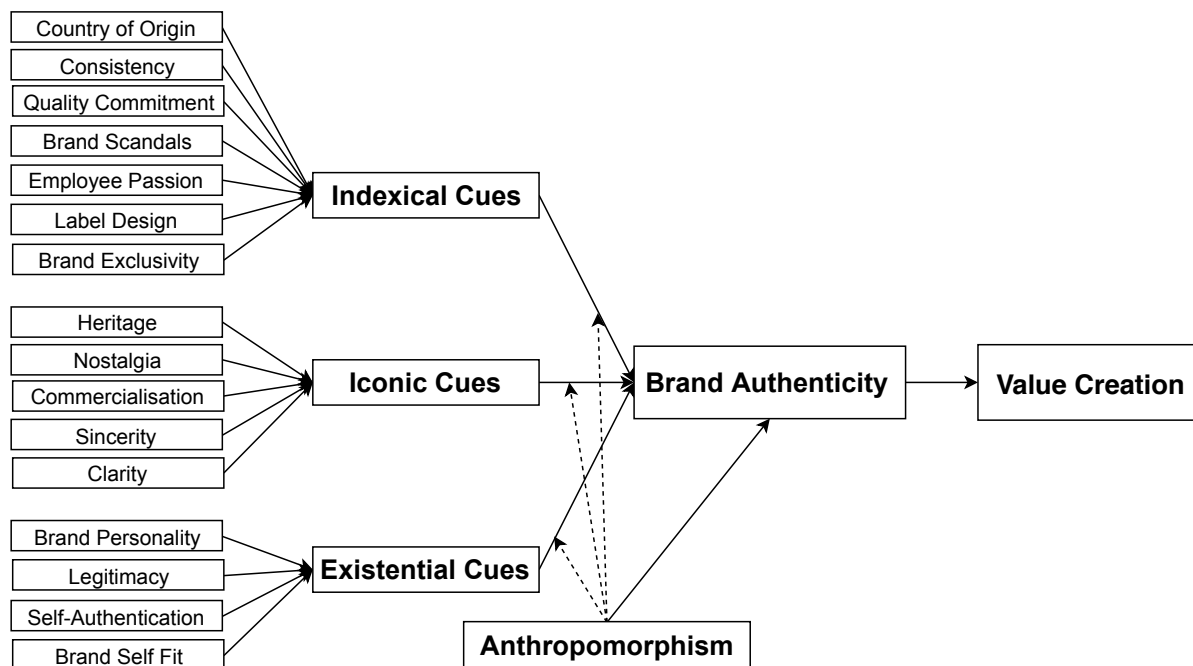 Country of Origin
Consistency
Quality Commitment
Brand Scandals
Employee Passion
Label Design
Brand Exclusivity
Indexical Cues
Heritage
Nostalgia
Commercialisation
Sincerity
Clarity
Iconic Cues
Brand Authenticity
Value Creation
Brand Personality
Legitimacy
Self-Authentication
Brand Self Fit
Existential Cues
Anthropomorphism